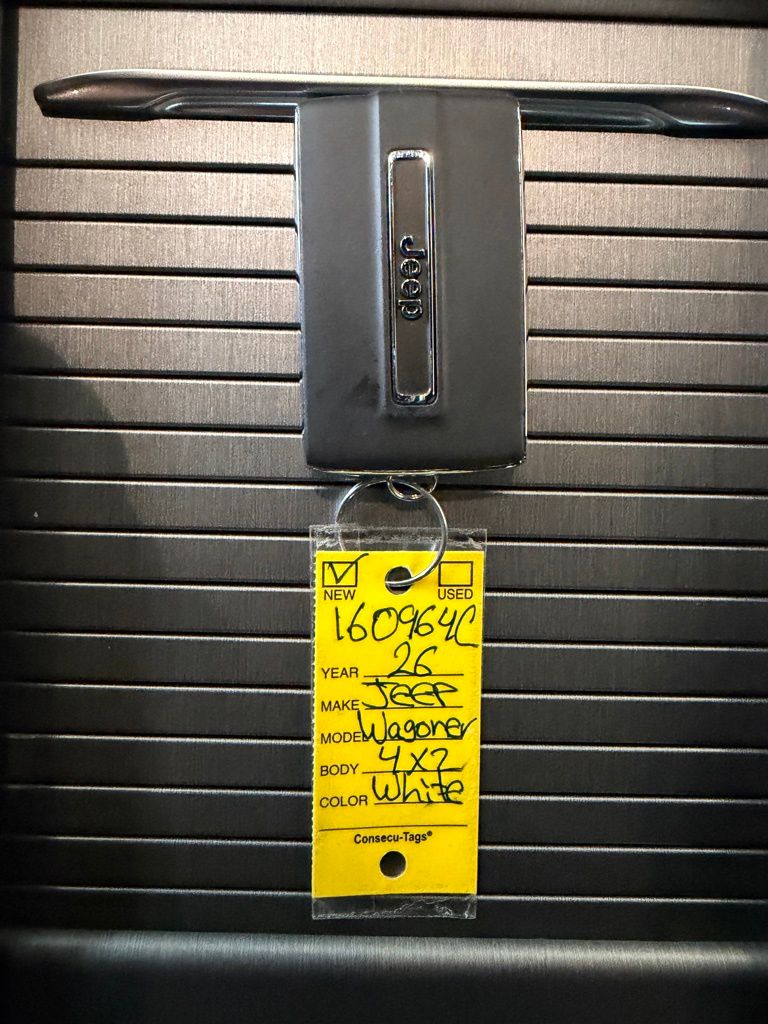 Jeep
NEW USED
160964C
YEAR 26
MAKE Jeep
MODEL Wagoner
BODY 4x2
COLOR White
Consecu-Tags®